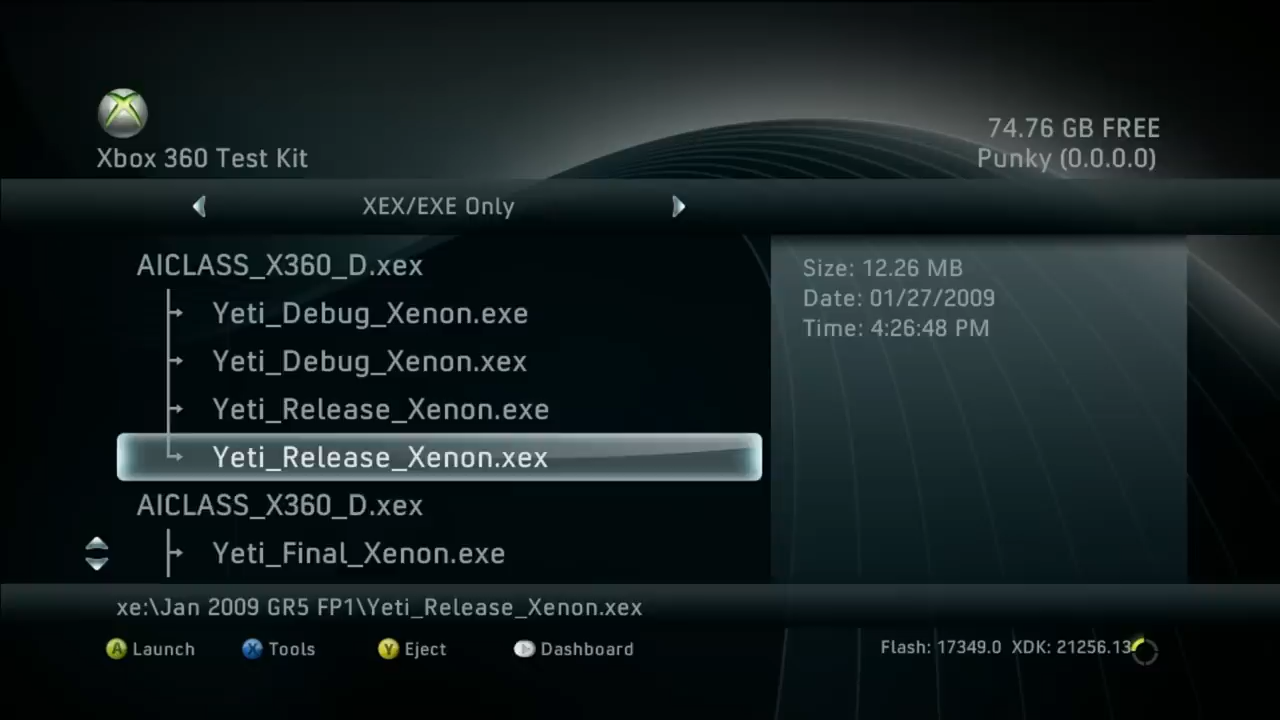 Xbox 360 Test Kit
74.76 GB FREE
Punky (0.0.0.0)
XEX/EXE Only
AICLASS_X360_D.xex
Yeti_Debug_Xenon.exe
Yeti_Debug_Xenon.xex
Yeti_Release_Xenon.exe
Yeti_Release_Xenon.xex
AICLASS_X360_D.xex
Yeti_Final_Xenon.exe
Size: 12.26 MB
Date: 01/27/2009
Time: 4:26:48 PM
xe:\Jan 2009 GR5 FP1\Yeti_Release_Xenon.xex
A Launch X Tools Y Eject Dashboard
Flash: 17349.0 XDK: 21256.13